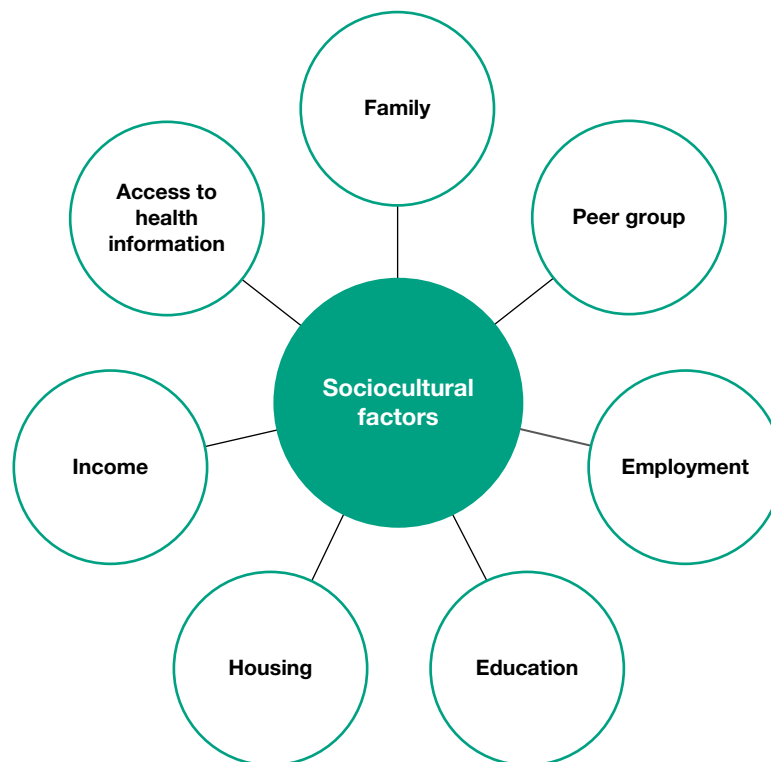 Family
Access to
health
information
Peer group
Sociocultural
factors
Income
Employment
Housing
Education